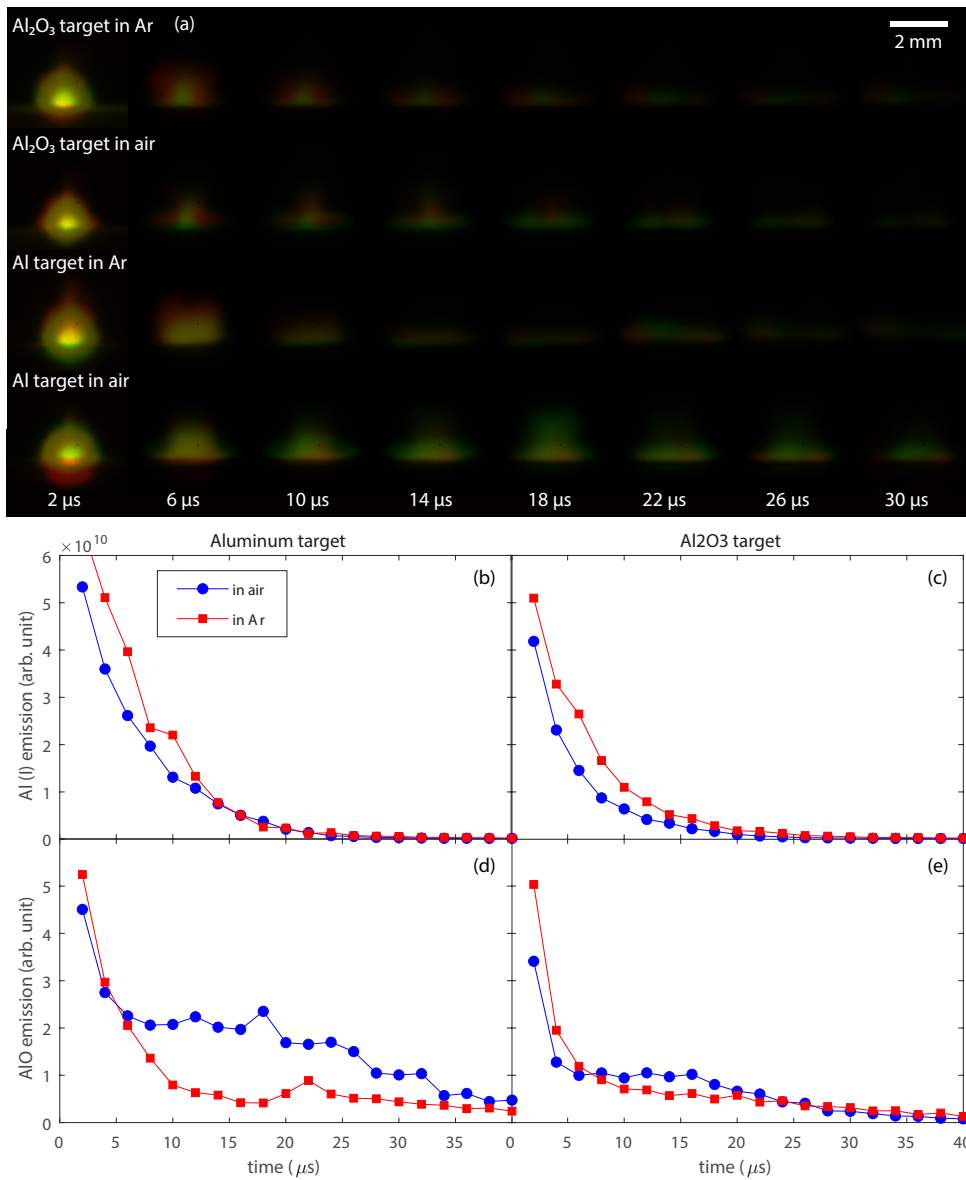 Al₂O₃ target in Ar (a)
2 mm
Al₂O₃ target in air
Al target in Ar
Al target in air
2 μs 6 μs 10 μs 14 μs 18 μs 22 μs 26 μs 30 μs
× 10¹⁰ Aluminum target Al2O3 target
6
5
4
3
2
1
0
Al (I) emission (arb. unit)
in air
in Ar
(b)
(c)
5
4
3
2
1
0
AlO emission (arb. unit)
(d)
(e)
0 5 10 15 20 25 30 35 0 5 10 15 20 25 30 35 40
time (μs) time (μs)